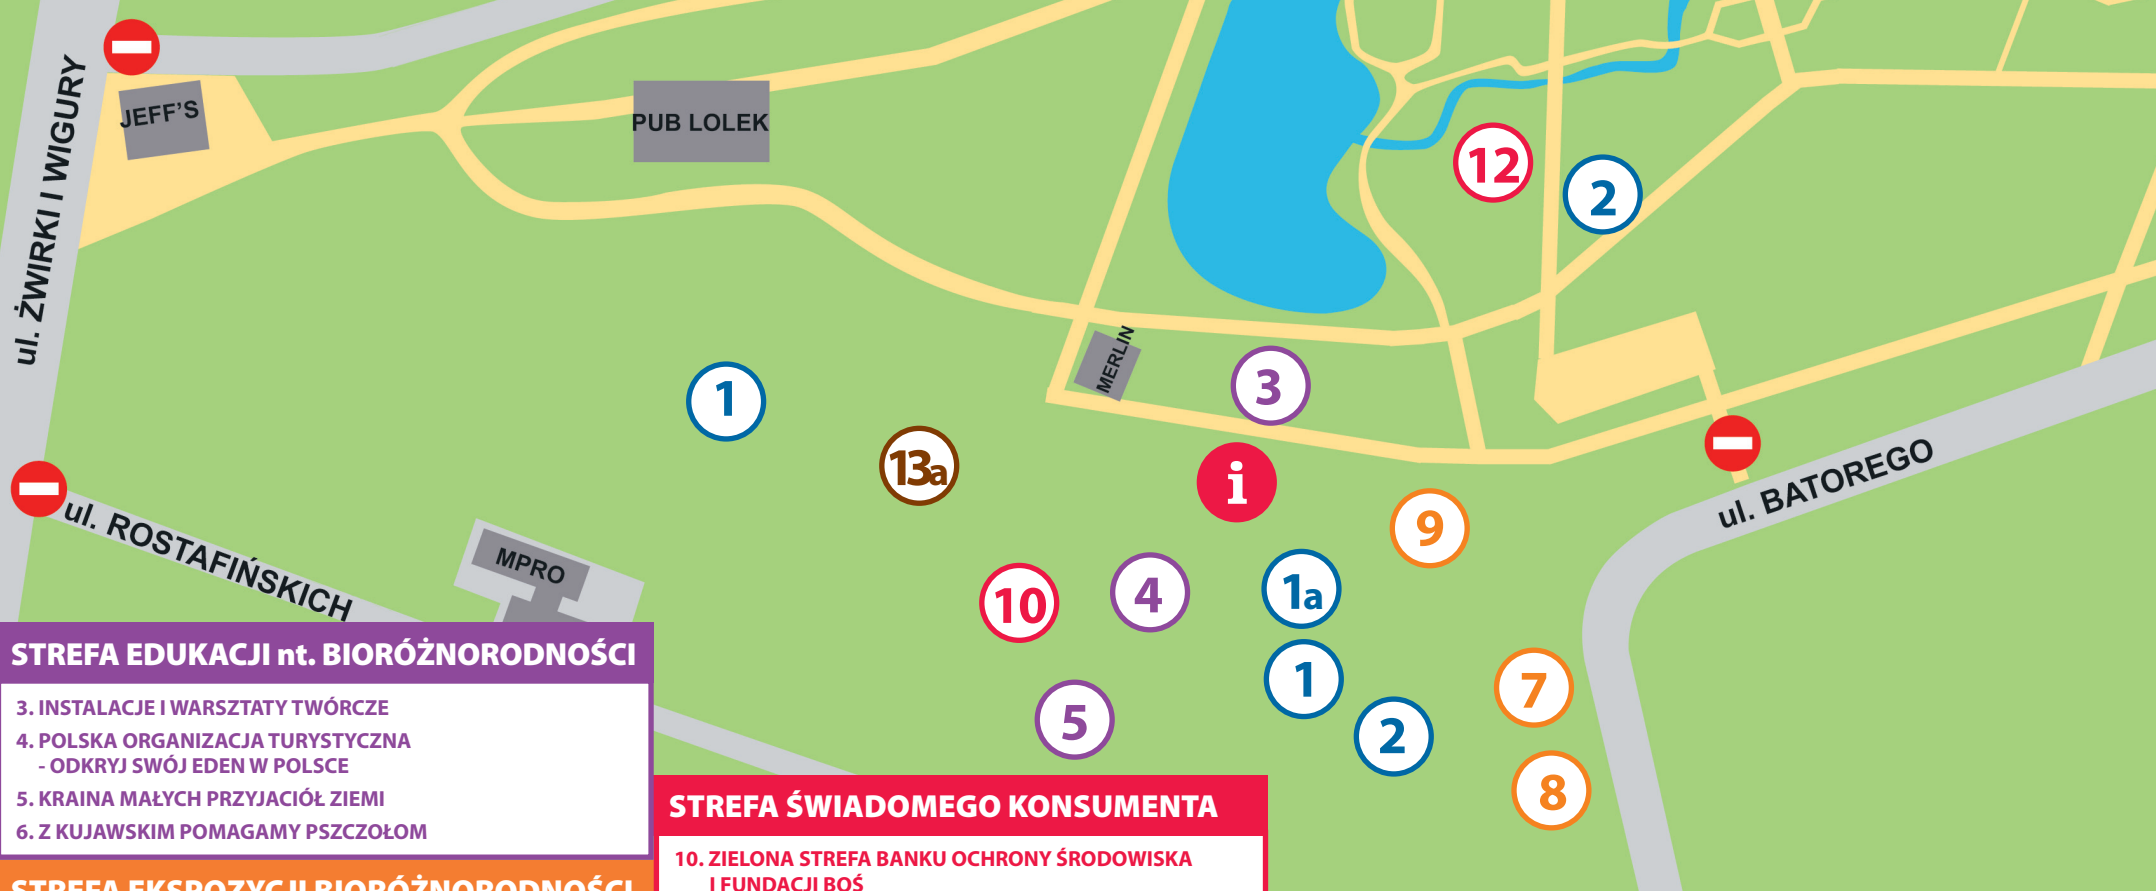 ul. ŻWIRKI I WIGURY
JEFF'S
PUB LOLEK
12
2
MERLIN
3
1
13a
i
9
ul. BATOREGO
ul. ROSTAFIŃSKICH
MPRO
10
4
1a
1
7
5
2
8
STREFA EDUKACJI nt. BIORÓŻNORODNOŚCI
3. INSTALACJE I WARSZTATY TWÓRCZE
4. POLSKA ORGANIZACJA TURYSTYCZNA
- ODKRYJ SWÓJ EDEN W POLSCE
5. KRAINA MAŁYCH PRZYJACIÓŁ ZIEMI
6. Z KUJAWSKIM POMAGAMY PSZCZOŁOM
STREFA EKSPOZYCJI BIORÓŻNORODNOŚCI
STREFA ŚWIADOMEGO KONSUMENTA
10. ZIELONA STREFA BANKU OCHRONY ŚRODOWISKA
I FUNDACJI BOŚ